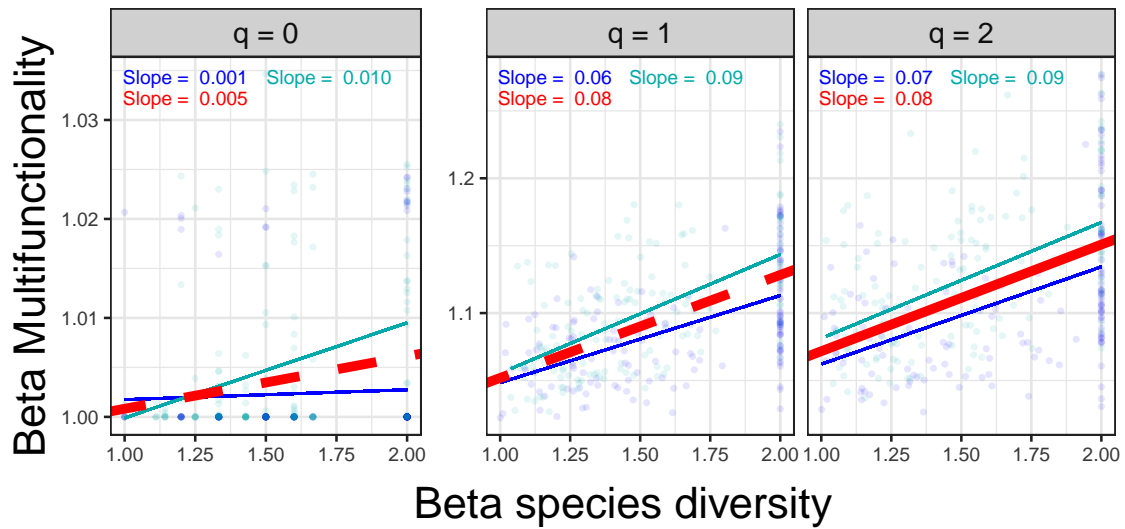 q = 0
q = 1
q = 2
Slope = 0.001 Slope = 0.010
Slope = 0.005
Slope = 0.06 Slope = 0.09
Slope = 0.08
Slope = 0.07 Slope = 0.09
Slope = 0.08
Beta Multifunctionality
1.03
1.02
1.01
1.00
1.2
1.1
1.00 1.25 1.50 1.75 2.00
1.00 1.25 1.50 1.75 2.00
1.00 1.25 1.50 1.75 2.00
Beta species diversity